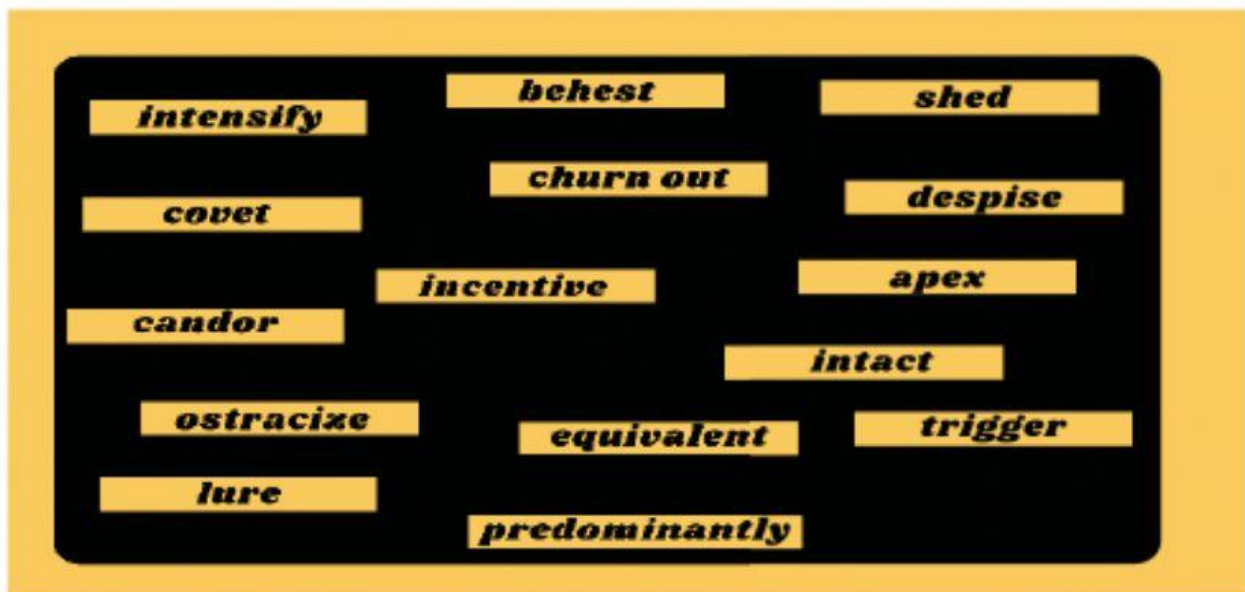 intensify
behest
shed
churn out
covet
despise
incentive
apex
candor
intact
ostracize
equivalent
trigger
lure
predominantly